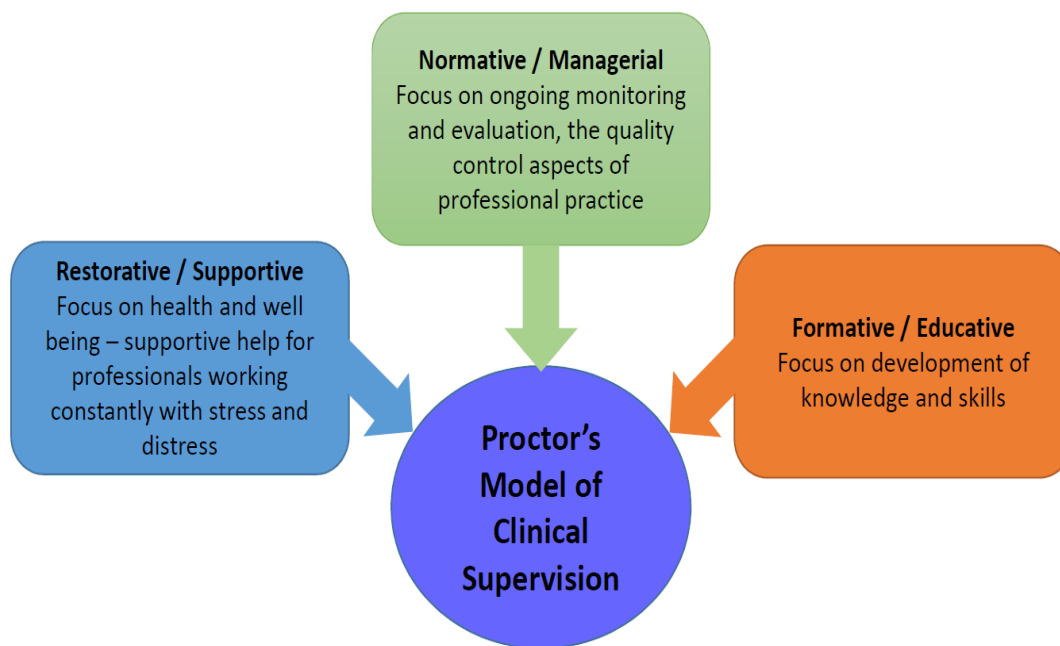 Normative / Managerial
Focus on ongoing monitoring
and evaluation, the quality
control aspects of
professional practice
Restorative / Supportive
Focus on health and well
being – supportive help for
professionals working
constantly with stress and
distress
Formative / Educative
Focus on development of
knowledge and skills
Proctor’s
Model of
Clinical
Supervision